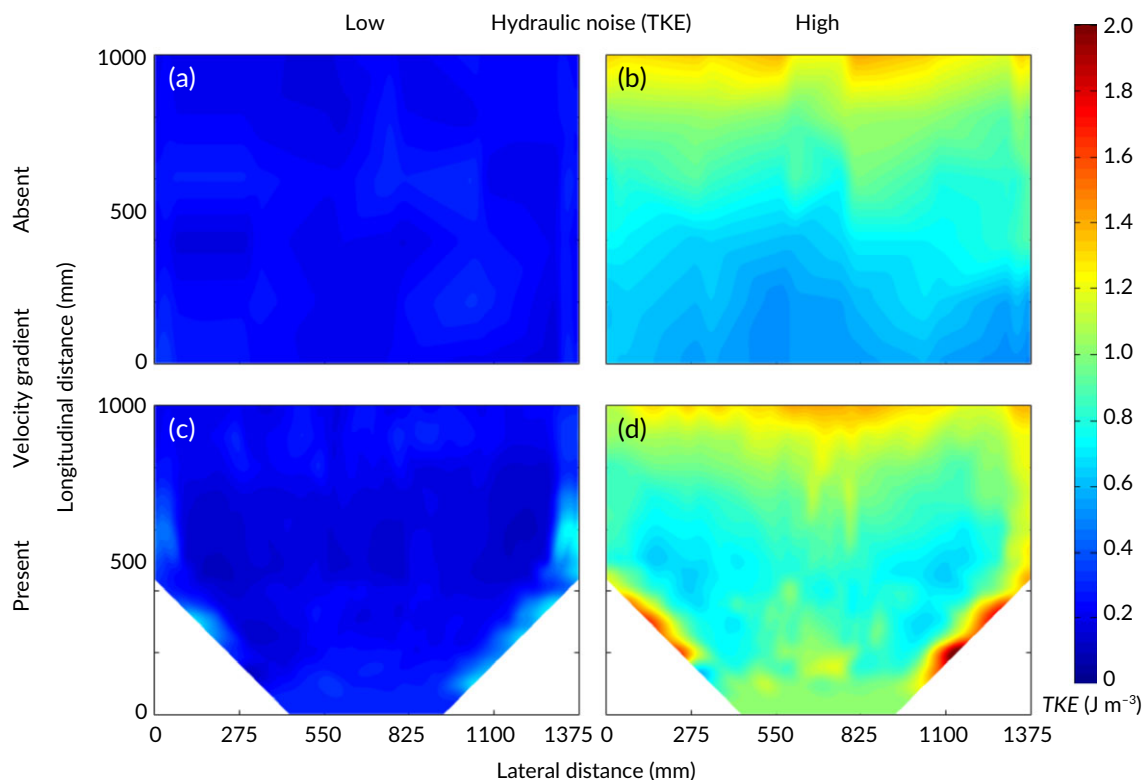 Low Hydraulic noise (TKE) High
(a)
(b)
(c)
(d)
Velocity gradient
Absent
Present
Longitudinal distance (mm)
1000
500
0
1000
500
0
0 275 550 825 1100 1375
0 275 550 825 1100 1375
Lateral distance (mm)
2.0
1.8
1.6
1.4
1.2
1.0
0.8
0.6
0.4
0.2
0
TKE (J m⁻³)